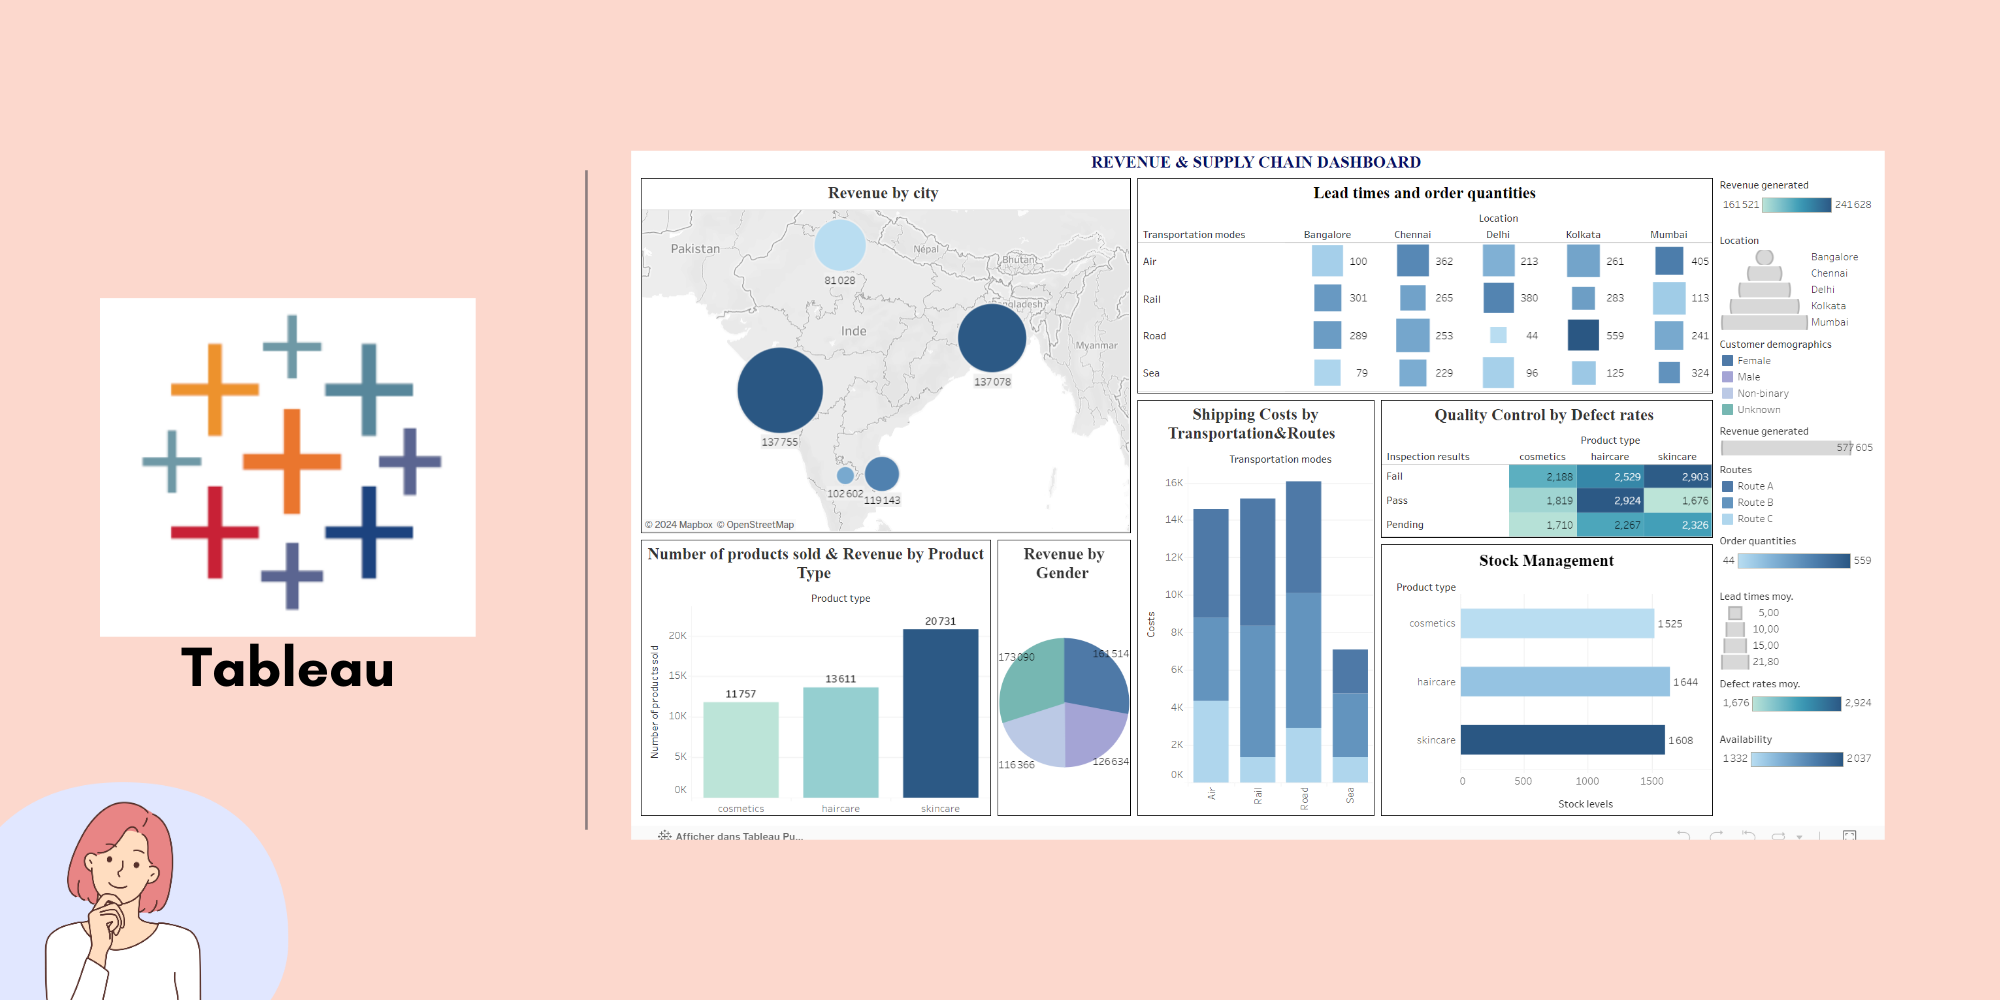 Tableau
REVENUE & SUPPLY CHAIN DASHBOARD
Revenue by city
Pakistan
Népal
Bhutan
Bangladesh
Inde
Myanmar
81 028
137 078
137 755
102 602
119 143
© 2024 Mapbox © OpenStreetMap
Lead times and order quantities
Location
Transportation modes Bangalore Chennai Delhi Kolkata Mumbai
Air 100 362 213 261 405
Rail 301 265 380 283 113
Road 289 253 44 559 241
Sea 79 229 96 125 324
Number of products sold & Revenue by Product
Type
Product type
Number of products sold
20K
15K
10K
5K
0K
11 757
13 611
20 731
cosmetics haircare skincare
Revenue by
Gender
173 090
161 514
116 366
126 634
Shipping Costs by
Transportation&Routes
Transportation modes
Costs
16K
14K
12K
10K
8K
6K
4K
2K
0K
Air
Rail
Road
Sea
Quality Control by Defect rates
Product type
Inspection results cosmetics haircare skincare
Fail 2,188 2,529 2,903
Pass 1,819 2,924 1,676
Pending 1,710 2,267 2,326
Stock Management
Product type
cosmetics 1 525
haircare 1 644
skincare 1 608
0 500 1000 1500
Stock levels
Revenue generated
161 521 241 628
Location
Bangalore
Chennai
Delhi
Kolkata
Mumbai
Customer demographics
Female
Male
Non-binary
Unknown
Revenue generated
577 605
Routes
Route A
Route B
Route C
Order quantities
44 559
Lead times moy.
5,00
10,00
15,00
21,80
Defect rates moy.
1,676 2,924
Availability
1 332 2 037
Afficher dans Tableau Pu...